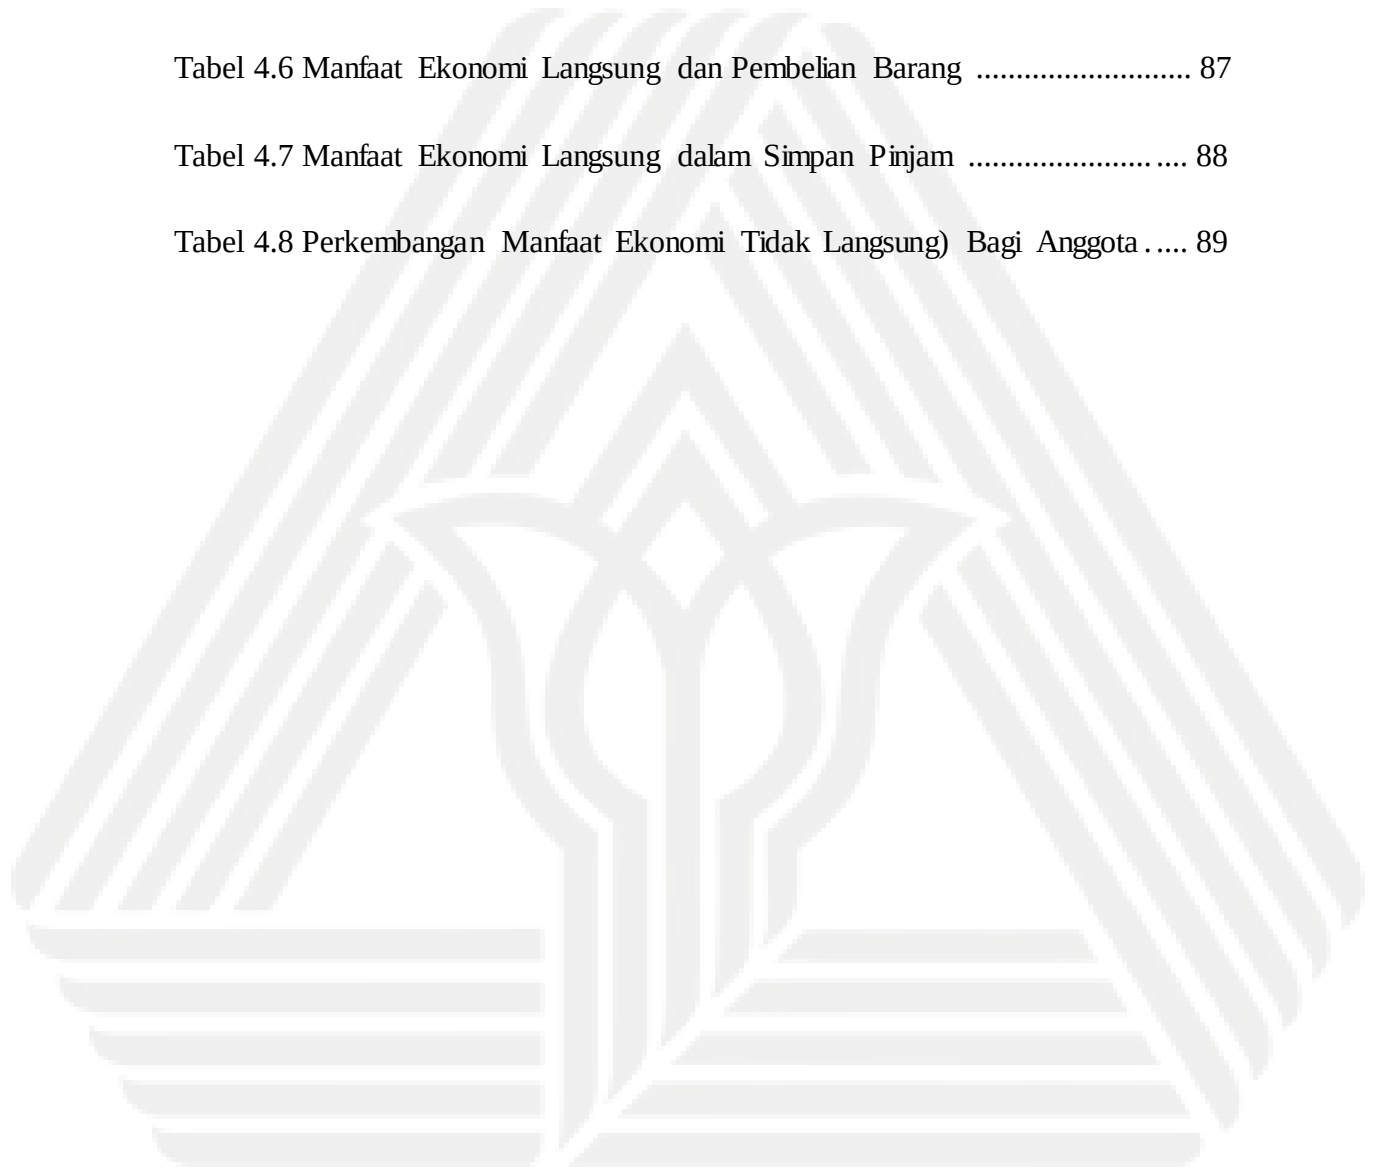 Tabel 4.6 Manfaat Ekonomi Langsung dan Pembelian Barang ........................... 87
Tabel 4.7 Manfaat Ekonomi Langsung dalam Simpan Pinjam ........................... 88
Tabel 4.8 Perkembangan Manfaat Ekonomi Tidak Langsung) Bagi Anggota ..... 89